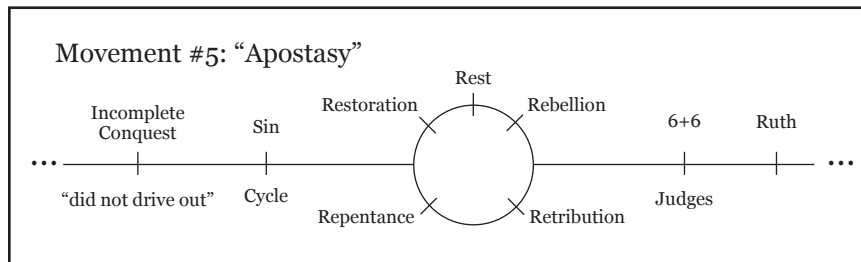 Movement #5: “Apostasy”
Incomplete
Conquest
“did not drive out”
Sin
Cycle
Rest
Restoration
Rebellion
Repentance
Retribution
6+6
Judges
Ruth